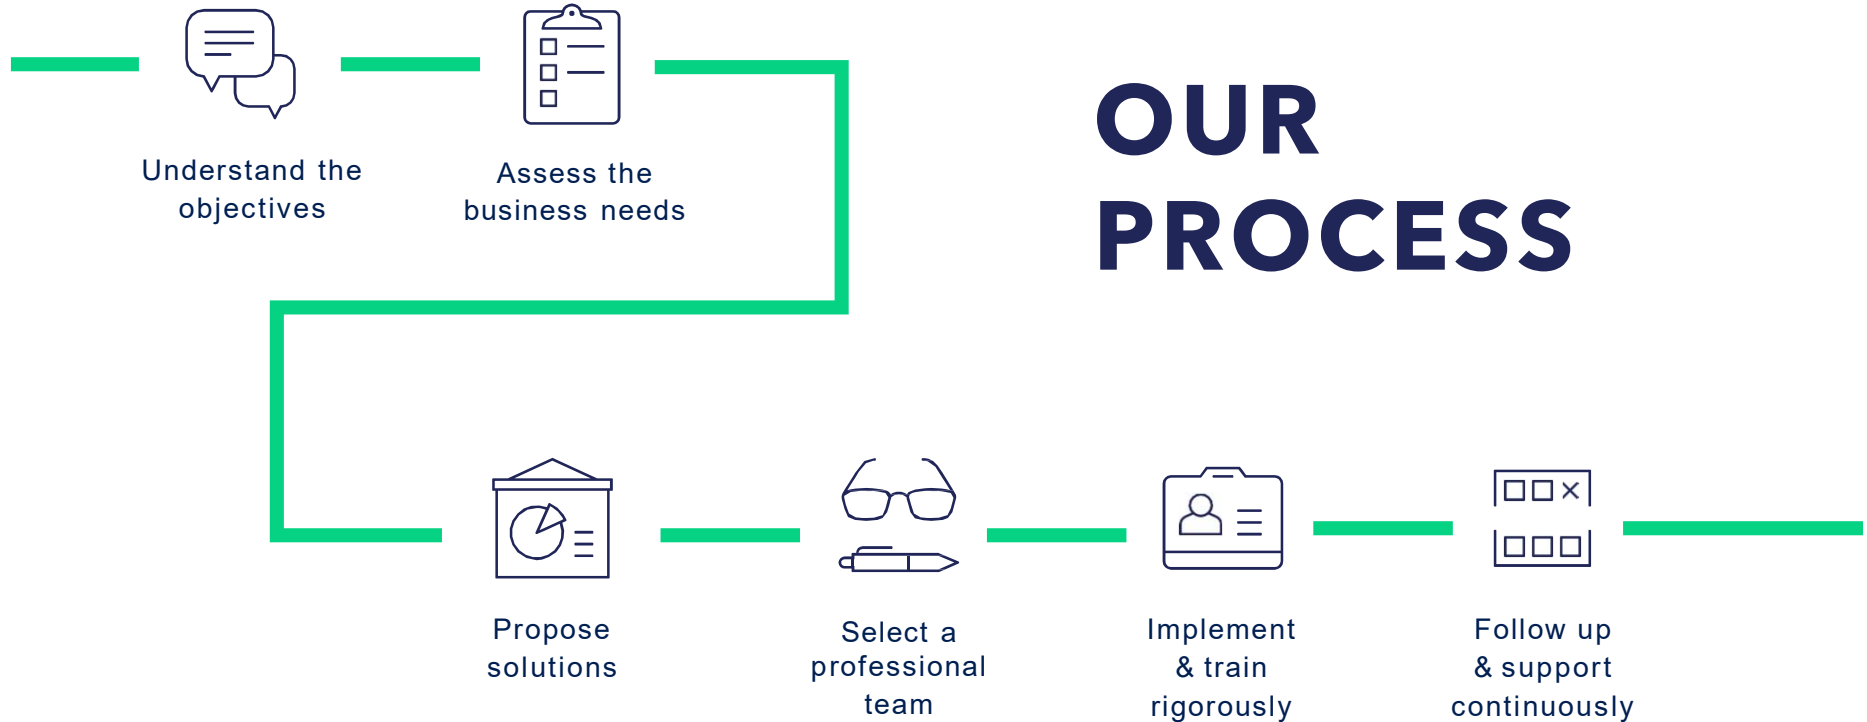 OUR
PROCESS
Understand the
objectives
Assess the
business needs
Propose
solutions
Select a
professional
team
Implement
& train
rigorously
Follow up
& support
continuously